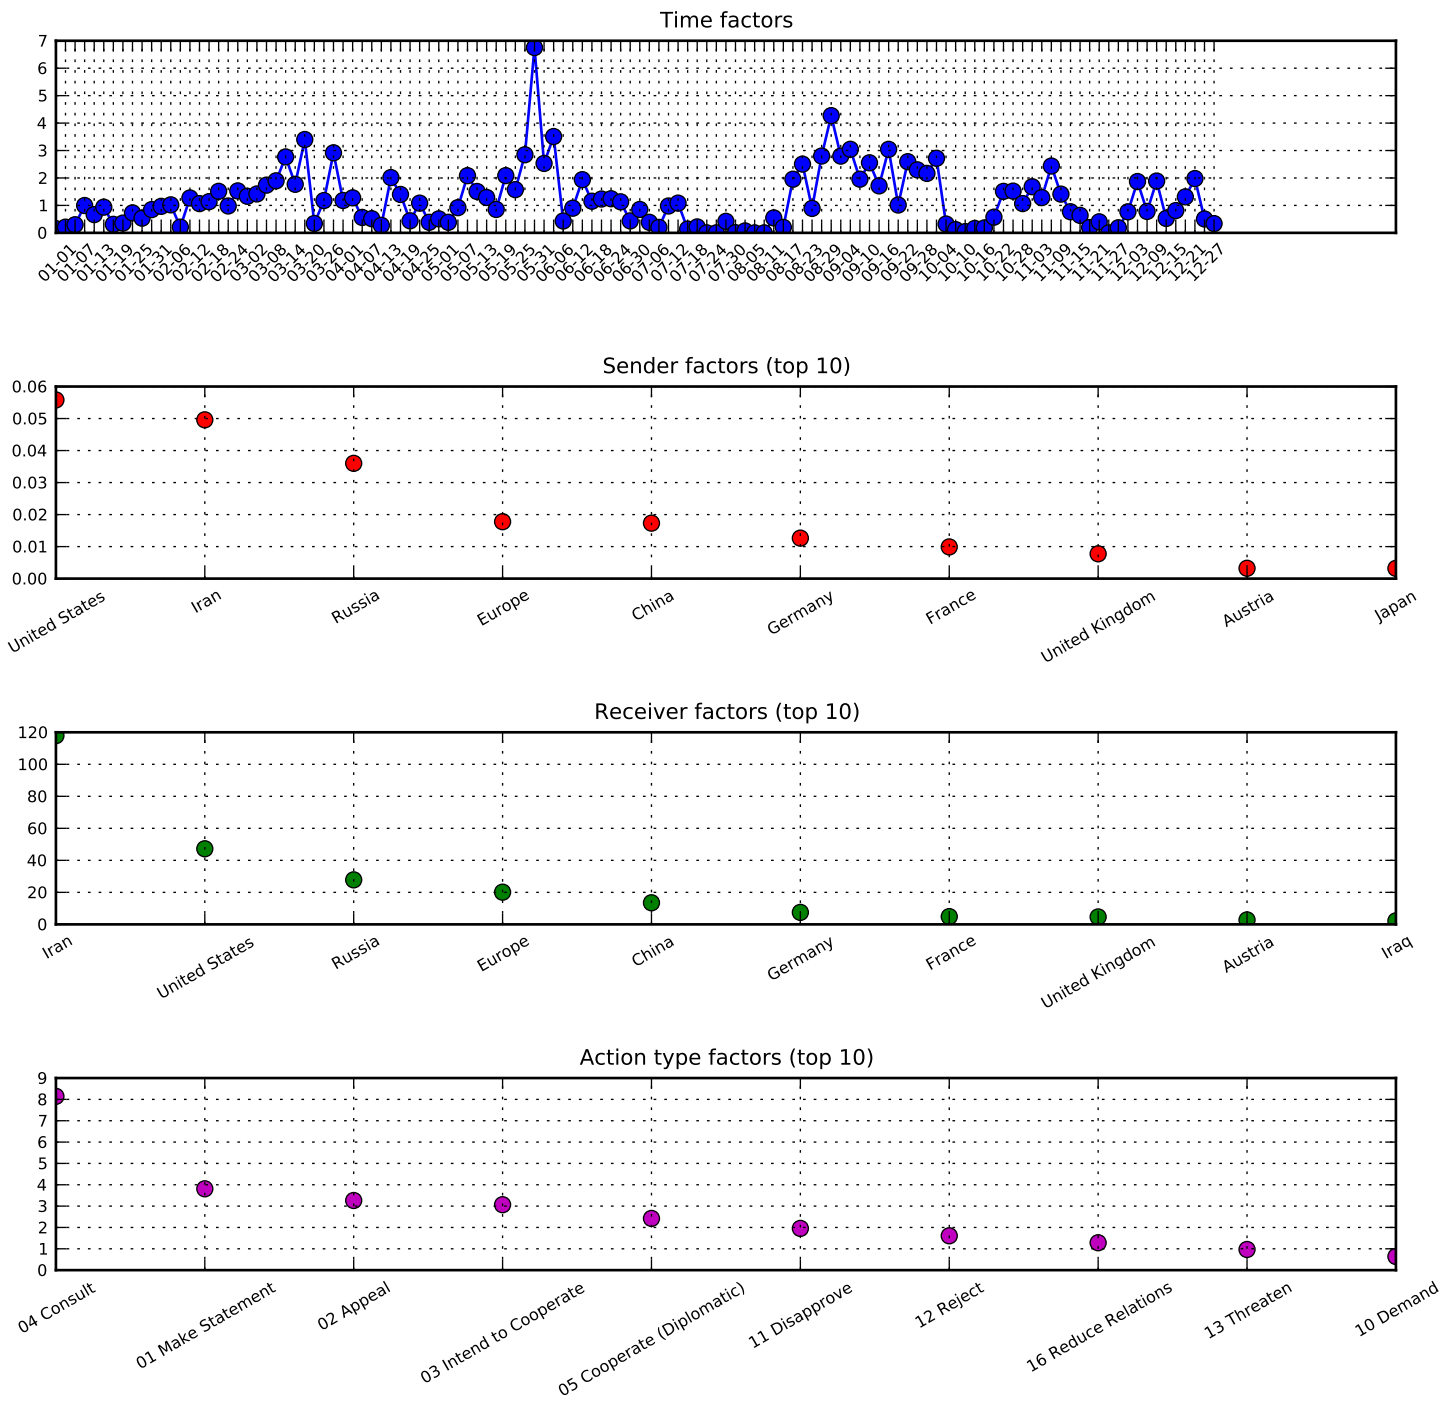 Time factors
7
6
5
4
3
2
1
0
01-01
01-07
01-13
01-19
01-25
01-31
02-06
02-12
02-18
02-24
03-02
03-08
03-14
03-20
03-26
04-01
04-07
04-13
04-19
04-25
05-01
05-07
05-13
05-19
05-25
05-31
06-06
06-12
06-18
06-24
06-30
07-06
07-12
07-18
07-24
07-30
08-05
08-11
08-17
08-23
08-29
09-04
09-10
09-16
09-22
09-28
10-04
10-10
10-16
10-22
10-28
11-03
11-09
11-15
11-21
11-27
12-03
12-09
12-15
12-21
12-27
Sender factors (top 10)
0.06
0.05
0.04
0.03
0.02
0.01
0.00
United States
Iran
Russia
Europe
China
Germany
France
United Kingdom
Austria
Japan
Receiver factors (top 10)
120
100
80
60
40
20
0
Iran
United States
Russia
Europe
China
Germany
France
United Kingdom
Austria
Iraq
Action type factors (top 10)
9
8
7
6
5
4
3
2
1
0
04 Consult
01 Make Statement
02 Appeal
03 Intend to Cooperate
05 Cooperate (Diplomatic)
11 Disapprove
12 Reject
16 Reduce Relations
13 Threaten
10 Demand